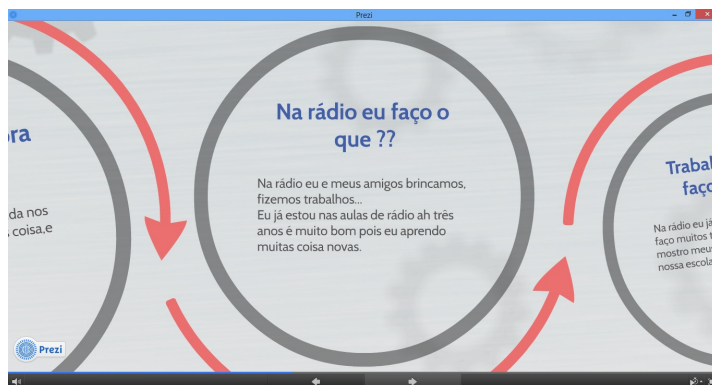 Prezi
ra
da nos
coisa,e
Na rádio eu faço o
que ??
Na rádio eu e meus amigos brincamos,
fizemos trabalhos...
Eu já estou nas aulas de rádio ah três
anos é muito bom pois eu aprendo
muitas coisa novas.
Trabal
faço
Na rádio eu já
faço muitos t
mostro meu
nossa escola
Prezi